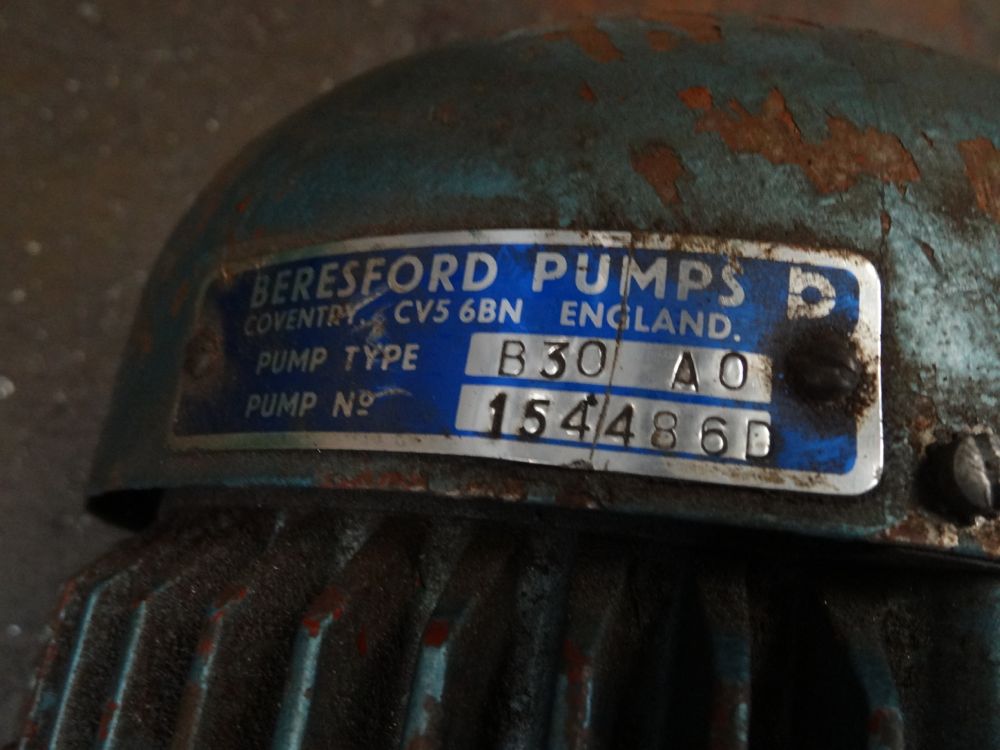 BERESFORD PUMPS
COVENTRY. CV5 6BN ENGLAND.
PUMP TYPE B30 A0
PUMP Nº 154486D